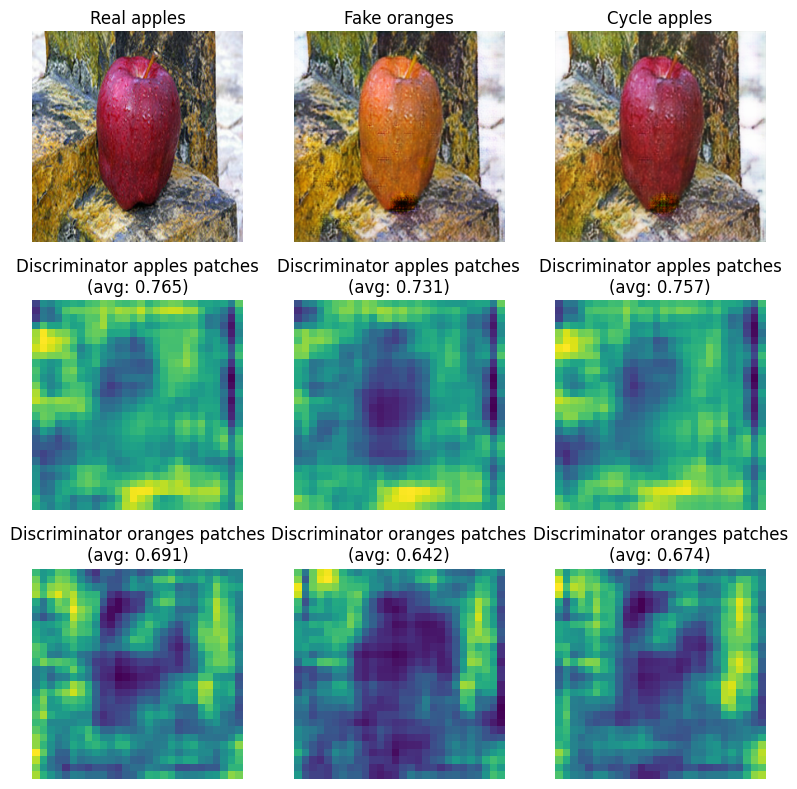 Real apples
Fake oranges
Cycle apples
Discriminator apples patches
(avg: 0.765)
Discriminator apples patches
(avg: 0.731)
Discriminator apples patches
(avg: 0.757)
Discriminator oranges patches
(avg: 0.691)
Discriminator oranges patches
(avg: 0.642)
Discriminator oranges patches
(avg: 0.674)